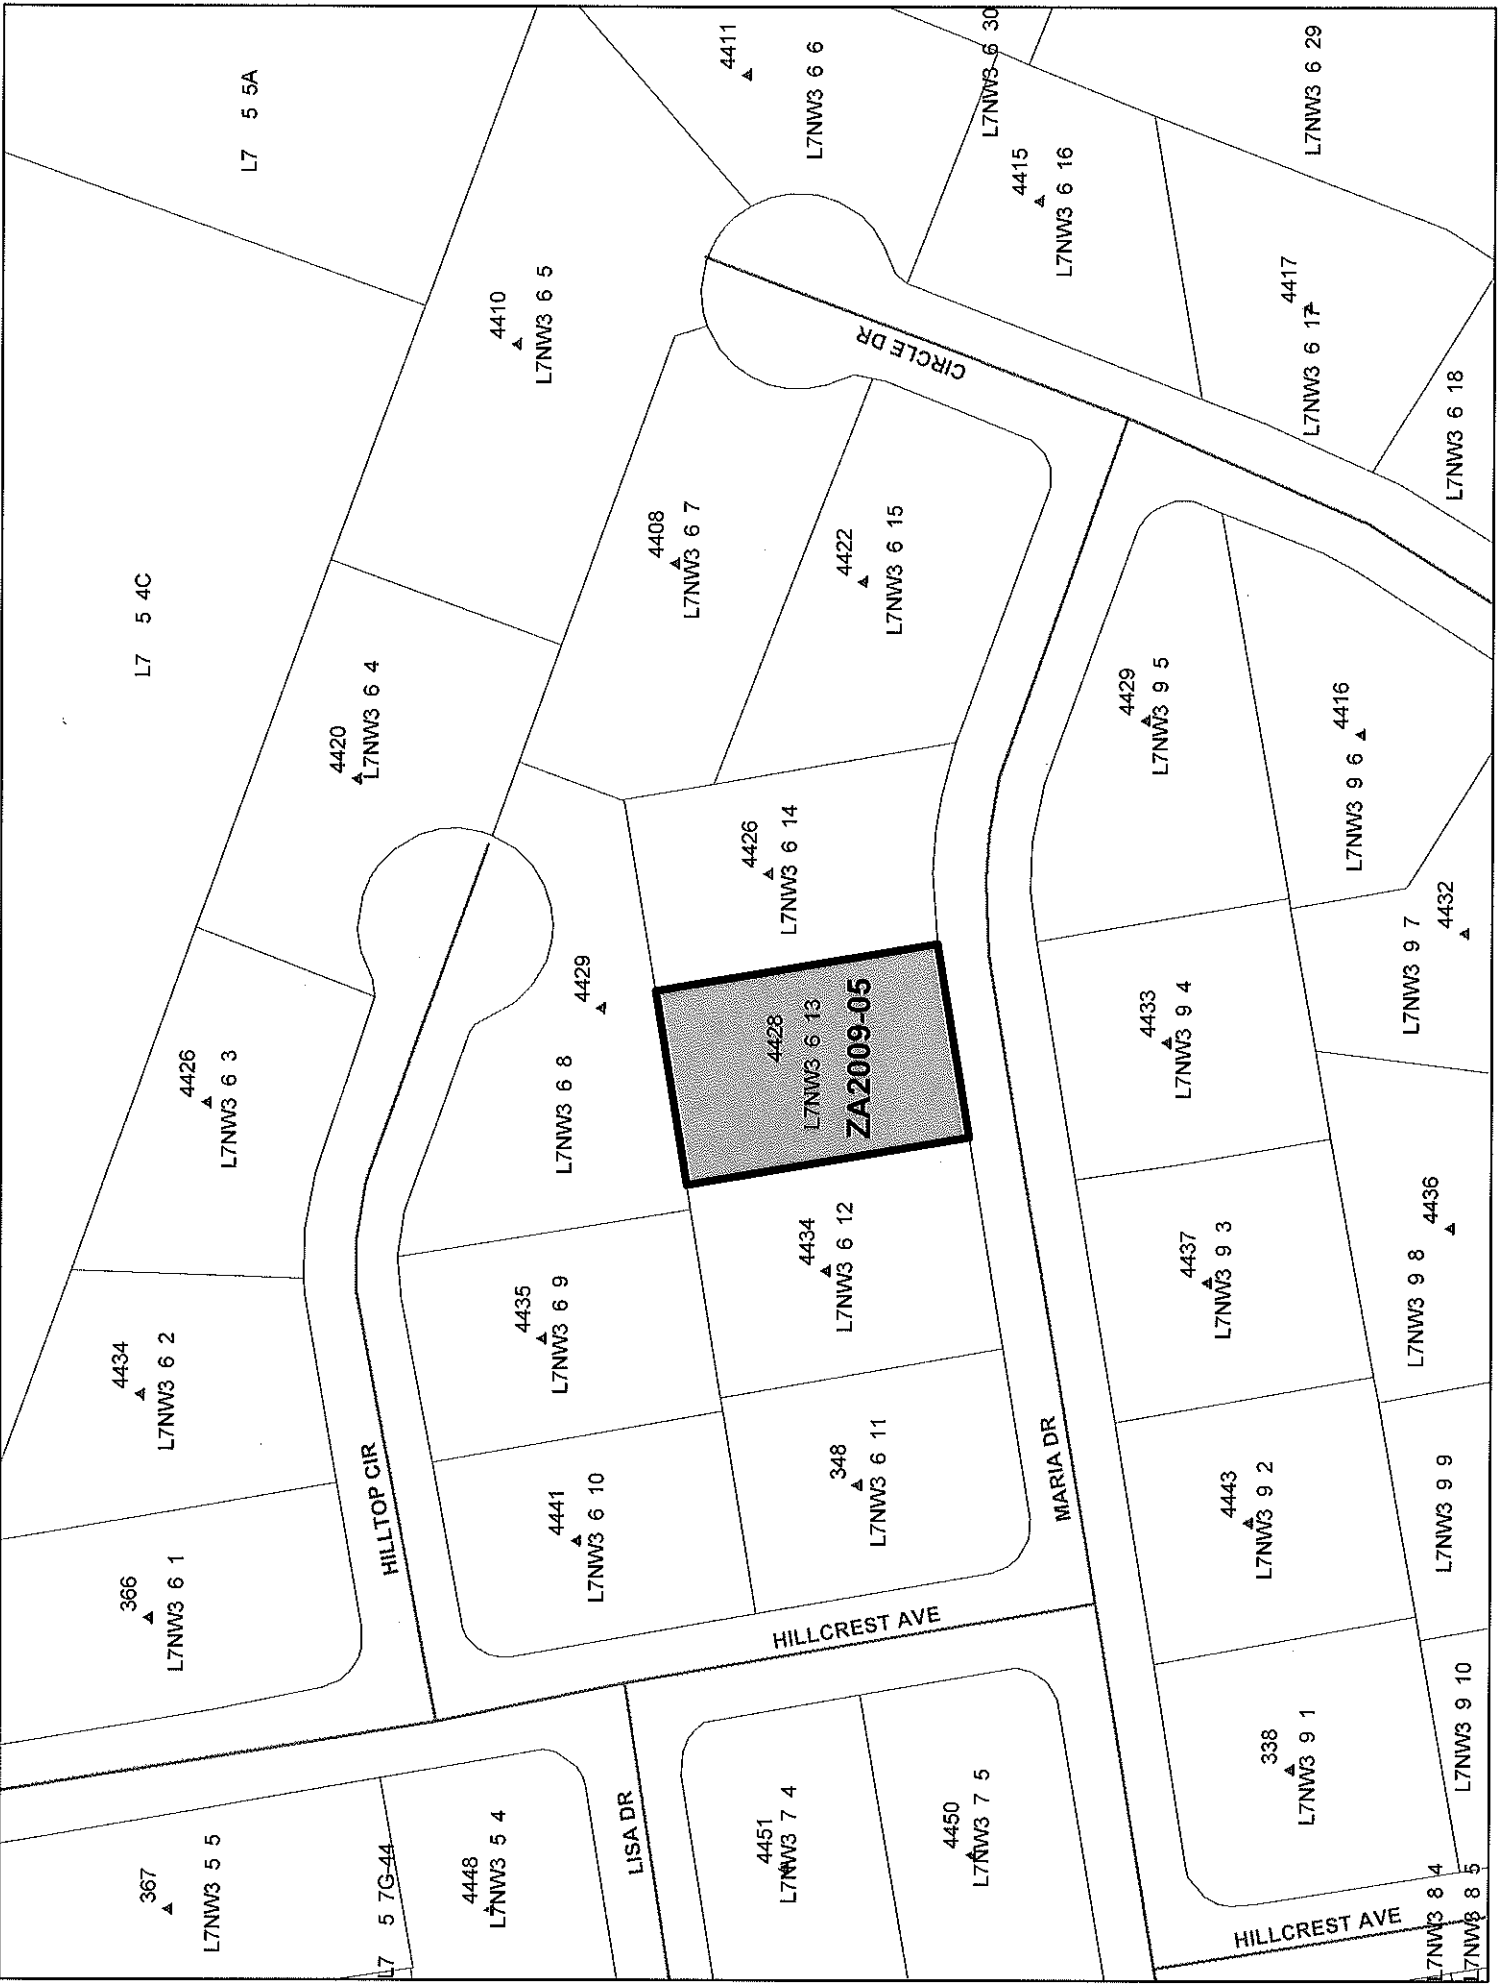 L7 5 5A
L7 5 4C
4411
L7NW3 6 6
L7NW3 6 30
4415
L7NW3 6 16
L7NW3 6 29
4410
L7NW3 6 5
4417
L7NW3 6 17
L7NW3 6 18
CIRCLE DR
4408
L7NW3 6 7
4422
L7NW3 6 15
4420
L7NW3 6 4
4429
L7NW3 9 5
4416
L7NW3 9 6
4426
L7NW3 6 14
4432
L7NW3 9 7
4426
L7NW3 6 3
4429
L7NW3 6 8
4428
L7NW3 6 13
ZA2009-05
4433
L7NW3 9 4
4434
L7NW3 6 2
4435
L7NW3 6 9
4434
L7NW3 6 12
4437
L7NW3 9 3
4436
L7NW3 9 8
366
L7NW3 6 1
HILLTOP CIR
4441
L7NW3 6 10
348
L7NW3 6 11
MARIA DR
4443
L7NW3 9 2
L7NW3 9 9
HILLCREST AVE
367
L7NW3 5 5
L7 5 7G-44
4448
L7NW3 5 4
LISA DR
4451
L7NW3 7 4
4450
L7NW3 7 5
338
L7NW3 9 1
L7NW3 9 10
HILLCREST AVE
L7NW3 8 4
L7NW3 8 5